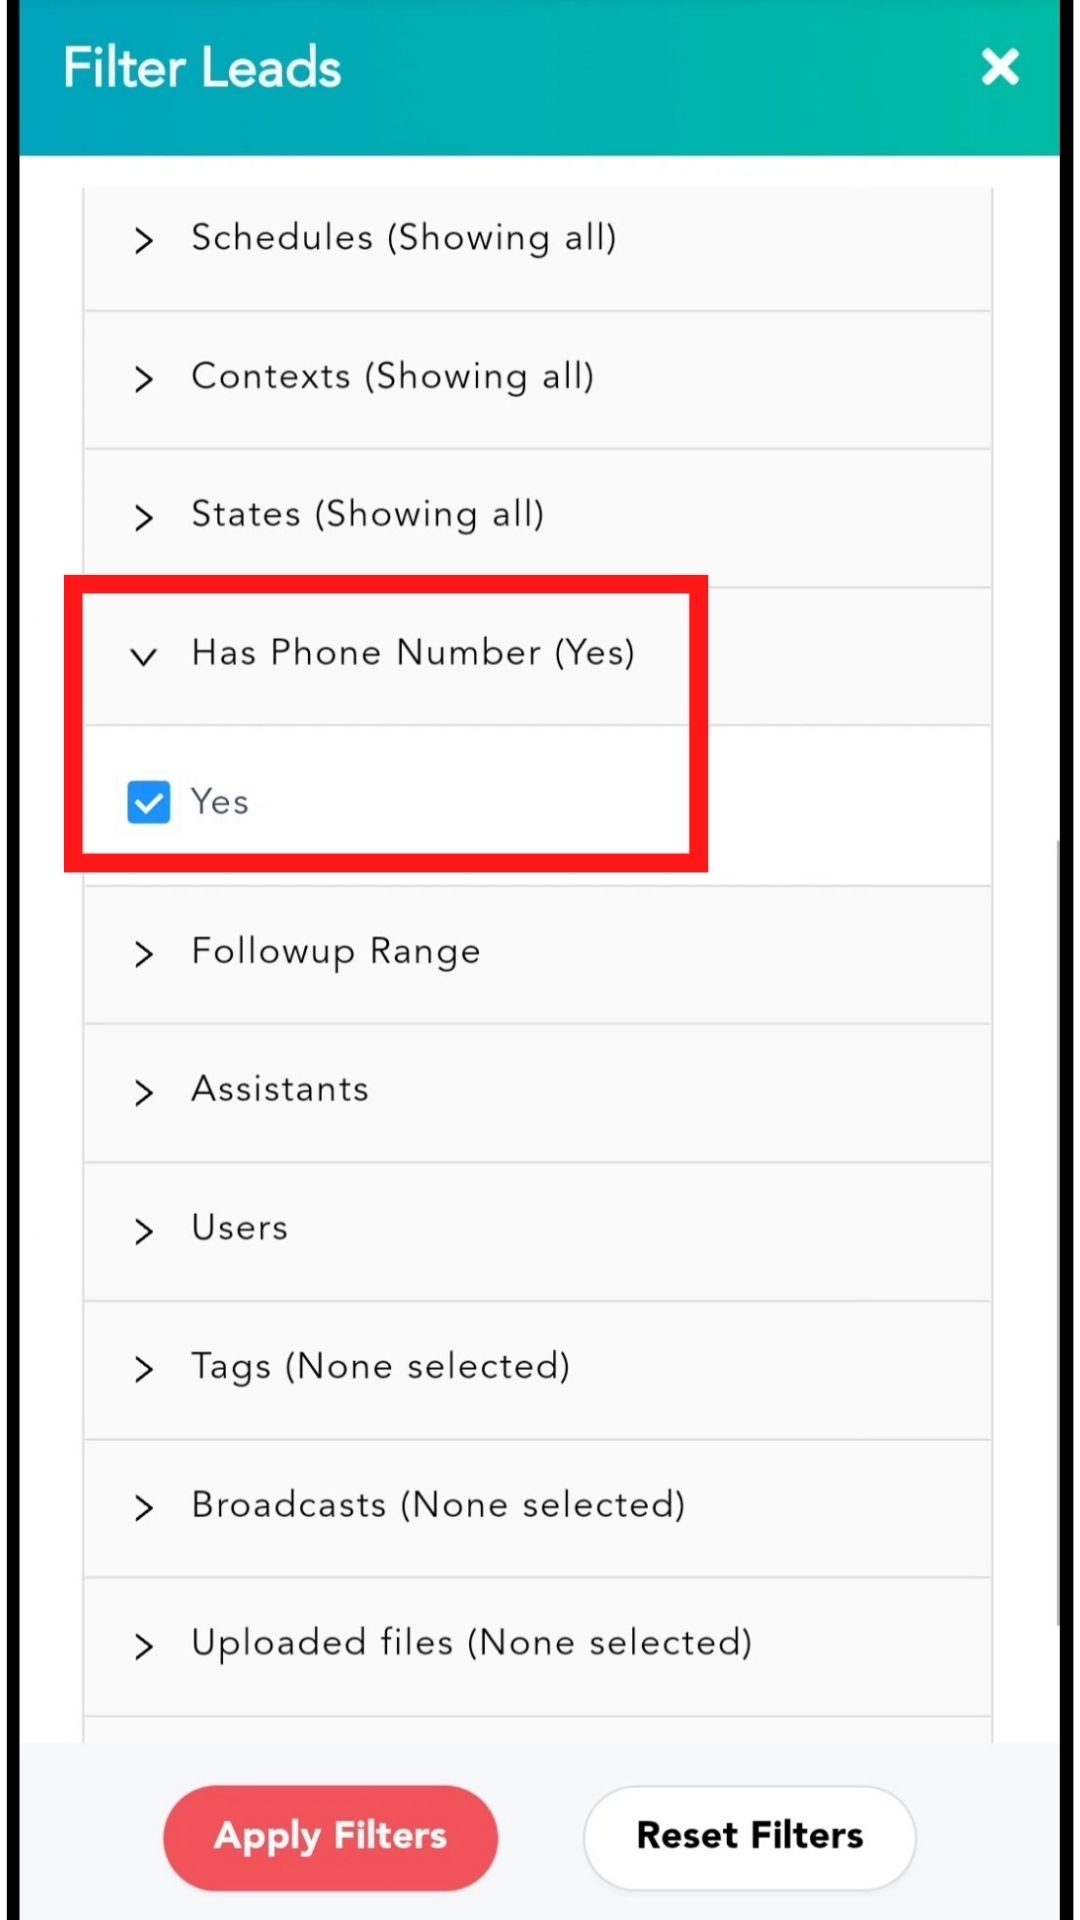 Filter Leads
Schedules (Showing all)
Contexts (Showing all)
States (Showing all)
Has Phone Number (Yes)
Yes
Followup Range
Assistants
Users
Tags (None selected)
Broadcasts (None selected)
Uploaded files (None selected)
Apply Filters
Reset Filters